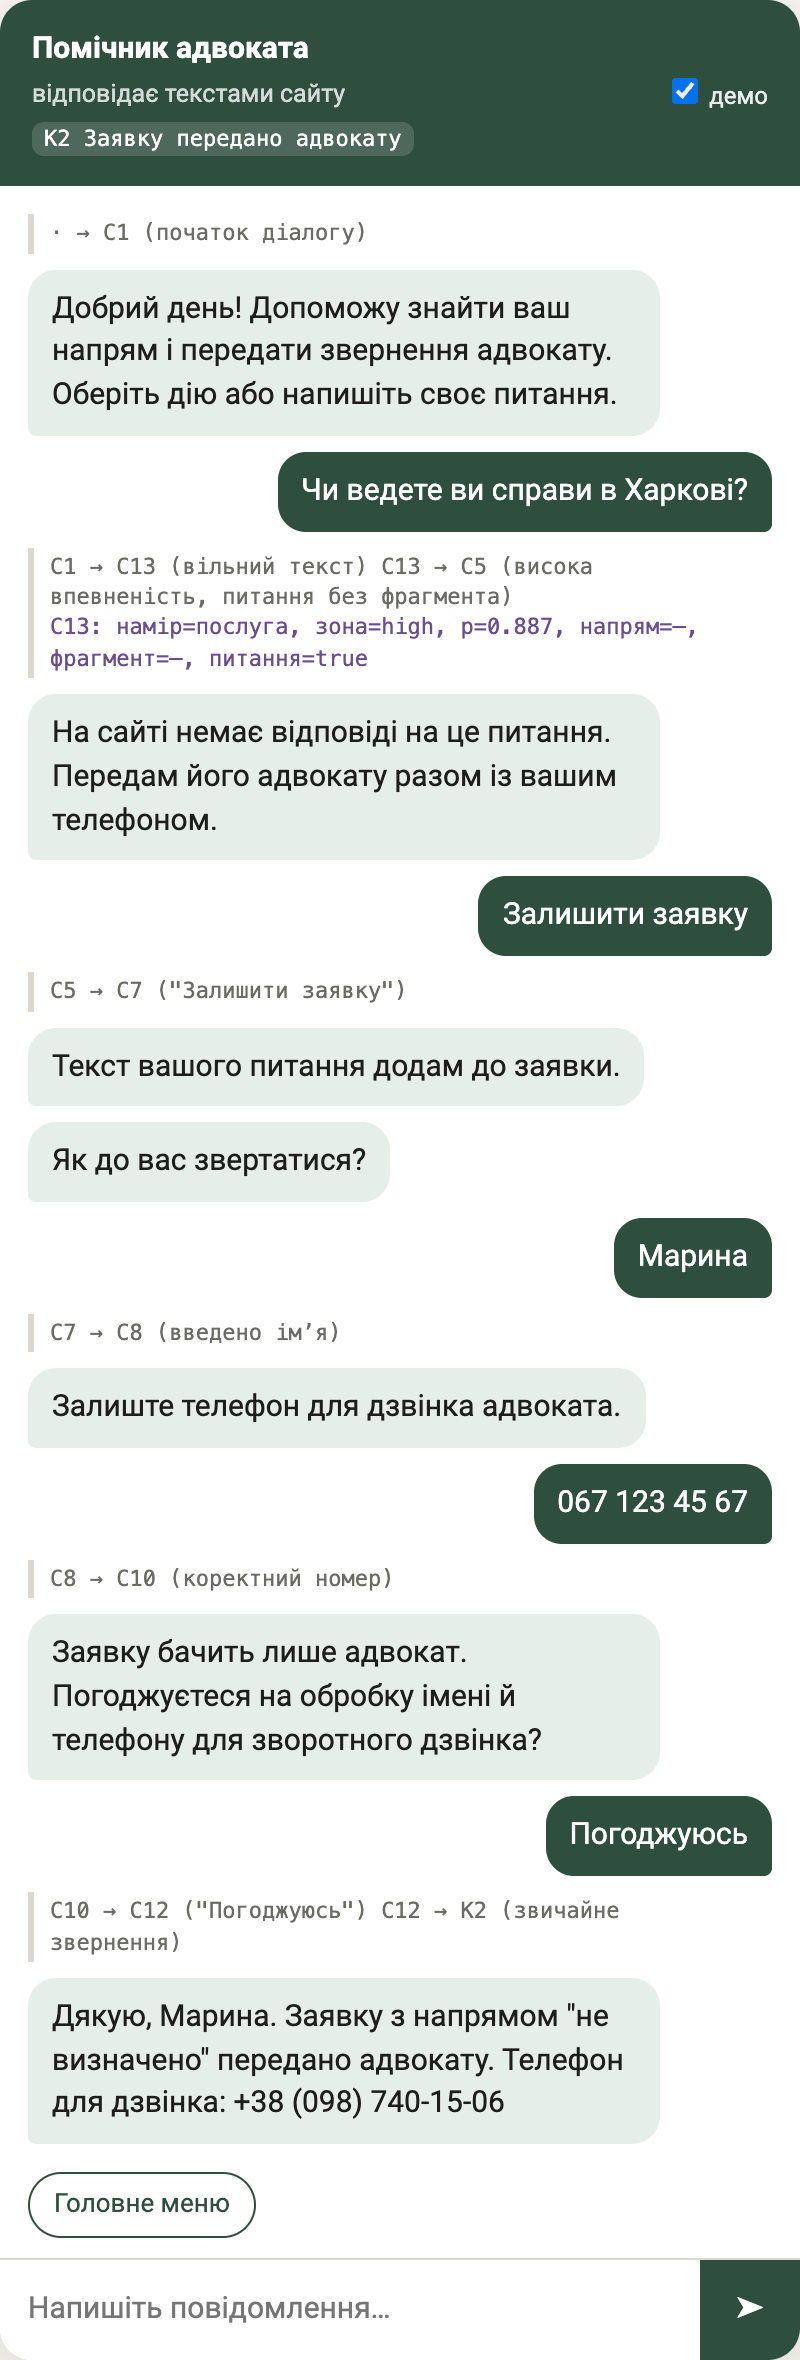 Помічник адвоката
відповідає текстами сайту
демо
K2 Заявку передано адвокату
· → C1 (початок діалогу)
Добрий день! Допоможу знайти ваш
напрям і передати звернення адвокату.
Оберіть дію або напишіть своє питання.
Чи ведете ви справи в Харкові?
C1 → C13 (вільний текст) C13 → C5 (висока
впевненість, питання без фрагмента)
C13: намір=послуга, зона=high, p=0.887, напрям=—,
фрагмент=—, питання=true
На сайті немає відповіді на це питання.
Передам його адвокату разом із вашим
телефоном.
Залишити заявку
C5 → C7 ("Залишити заявку")
Текст вашого питання додам до заявки.
Як до вас звертатися?
Марина
C7 → C8 (введено ім’я)
Залиште телефон для дзвінка адвоката.
067 123 45 67
C8 → C10 (коректний номер)
Заявку бачить лише адвокат.
Погоджуєтеся на обробку імені й
телефону для зворотного дзвінка?
Погоджуюсь
C10 → C12 ("Погоджуюсь") C12 → K2 (звичайне
звернення)
Дякую, Марина. Заявку з напрямом "не
визначено" передано адвокату. Телефон
для дзвінка: +38 (098) 740-15-06
Головне меню
Напишіть повідомлення…